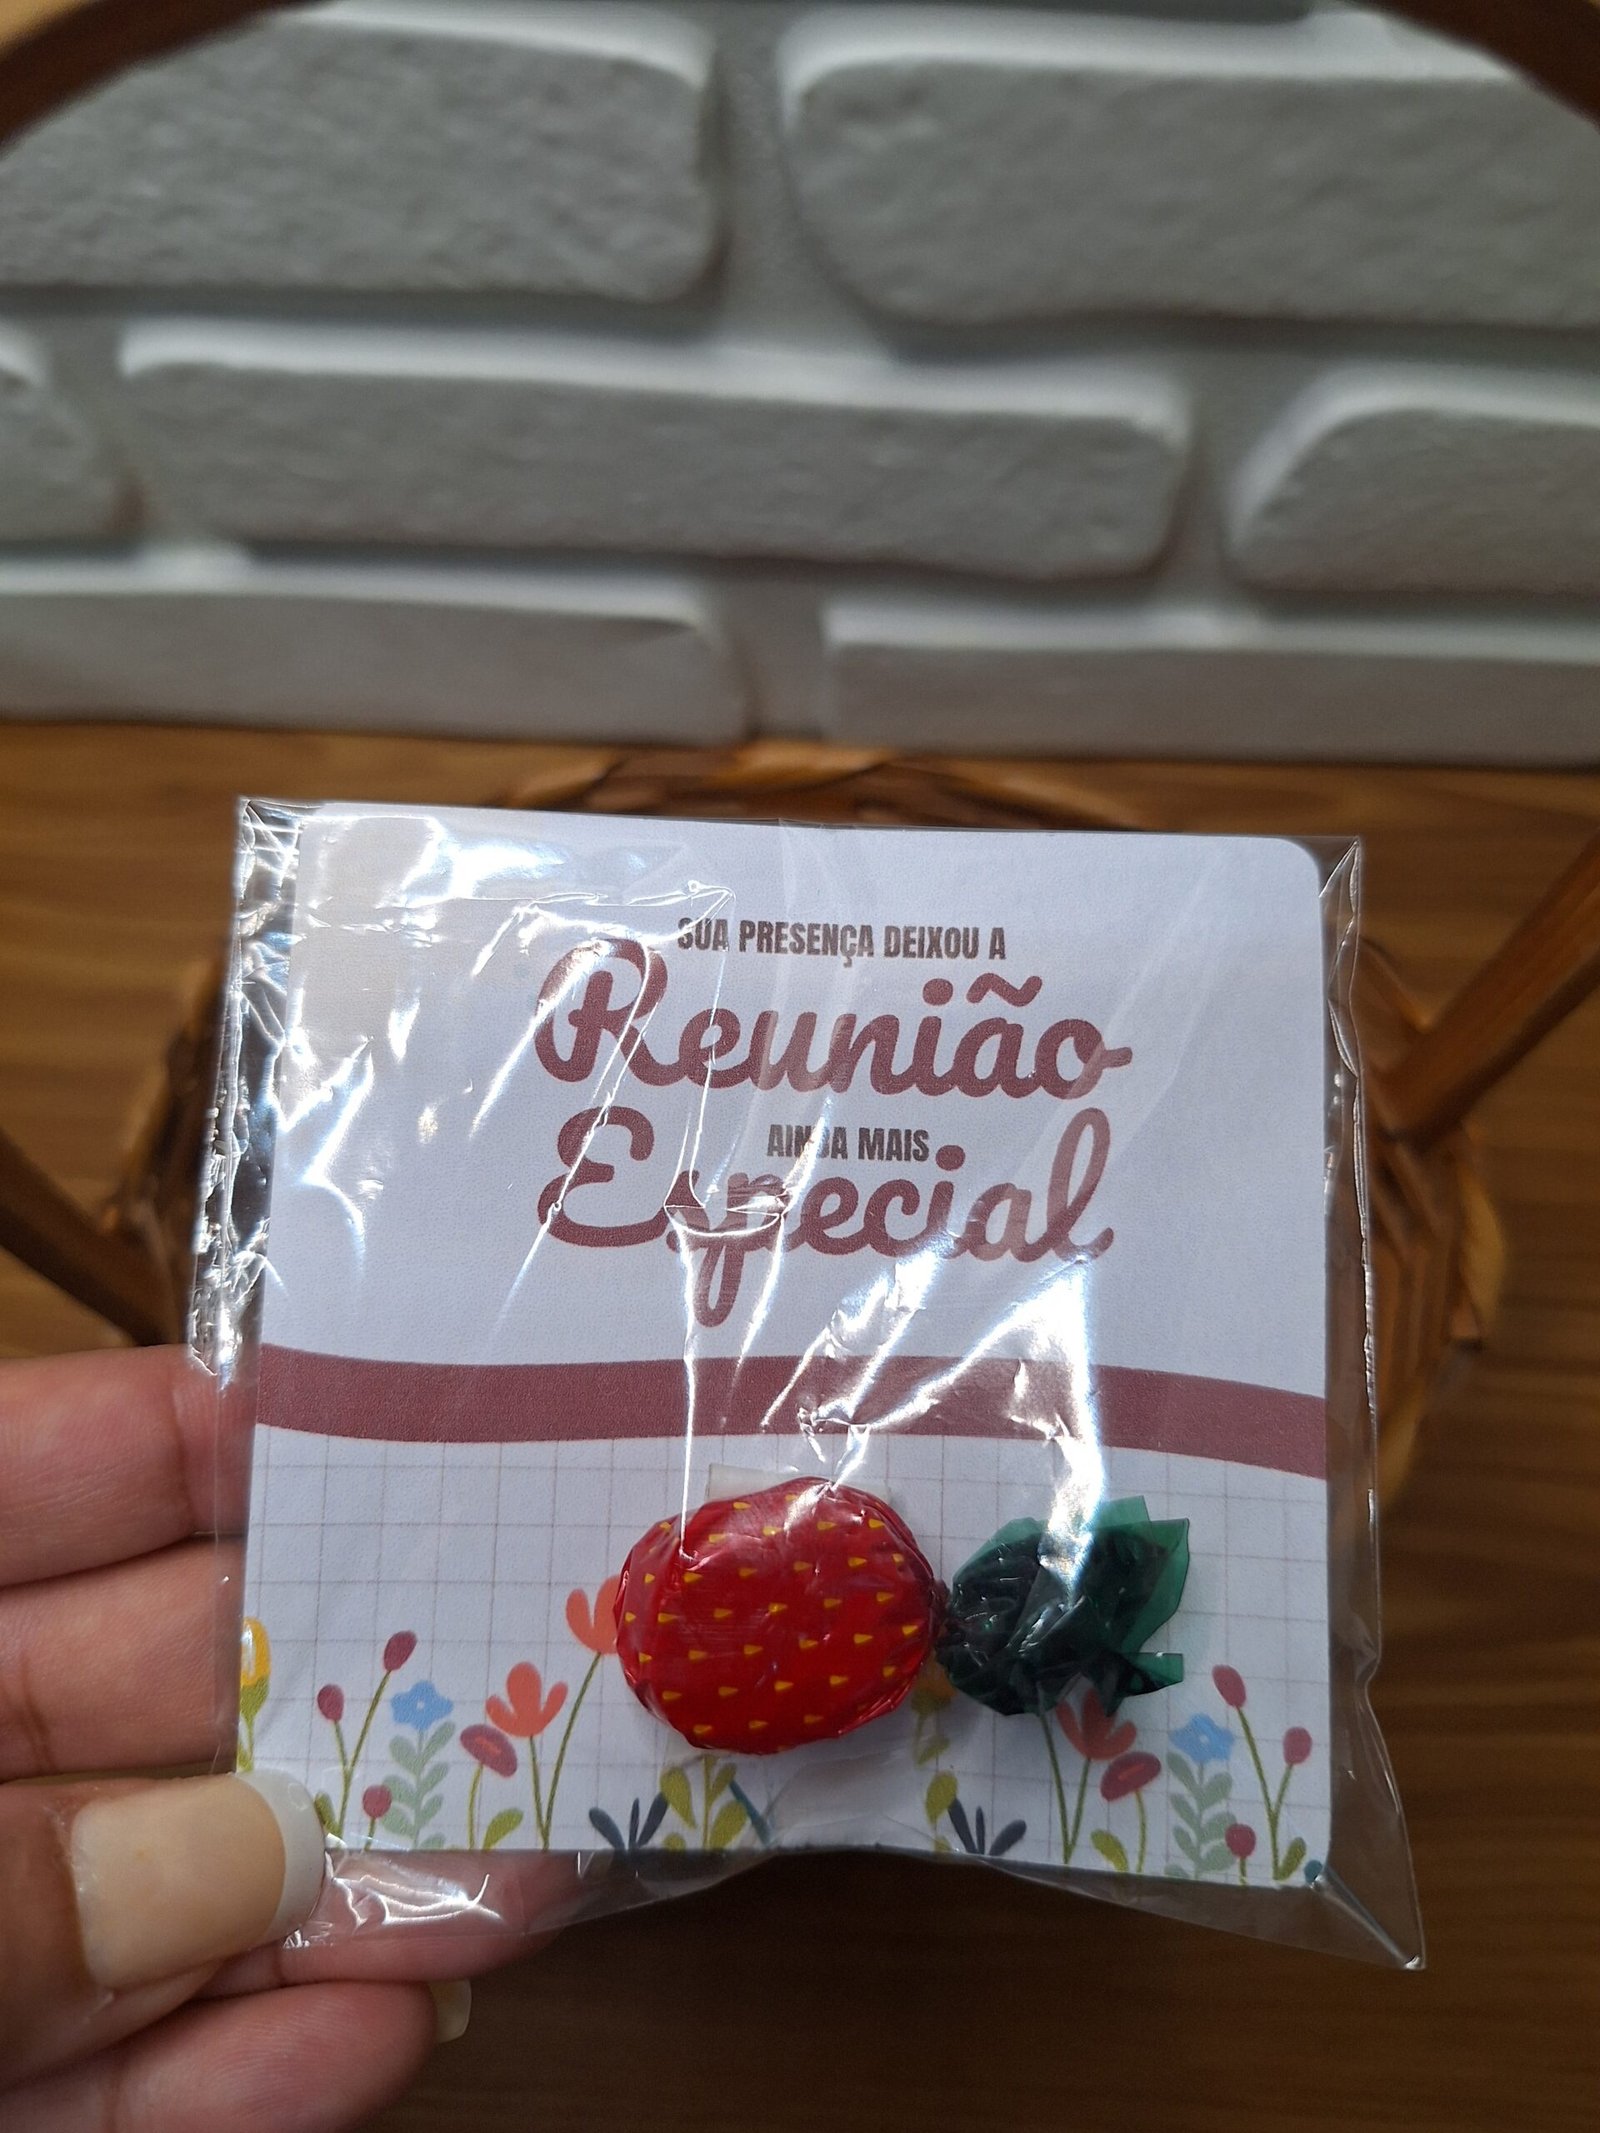 SUA PRESENÇA DEIXOU A
Reunião
AINDA MAIS
Especial